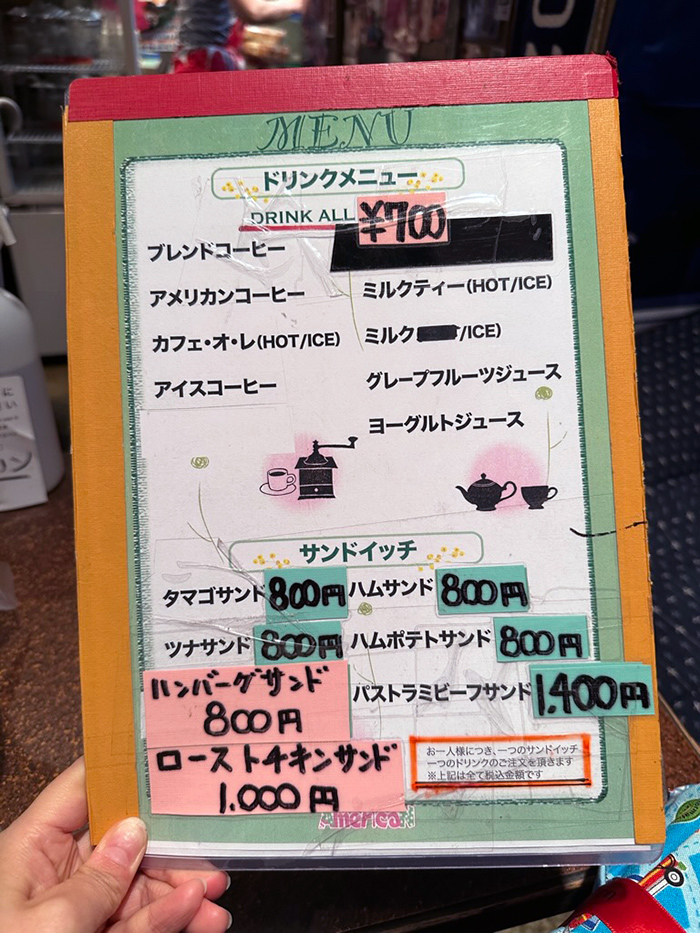 MENU
ドリンクメニュー
DRINK ALL ¥700
ブレンドコーヒー
アメリカンコーヒー
カフェ・オ・レ(HOT/ICE)
アイスコーヒー
ミルクティー(HOT/ICE)
ミルク /ICE)
グレープフルーツジュース
ヨーグルトジュース
サンドイッチ
タマゴサンド 800円
ハムサンド 800円
ツナサンド 800円
ハムポテトサンド 800円
ハンバーグサンド
800円
パストラミビーフサンド 1.400円
ローストチキンサンド
1.000円
お一人様につき、一つのサンドイッチ
一つのドリンクのご注文を頂きます
※上記は全て税込金額です
American